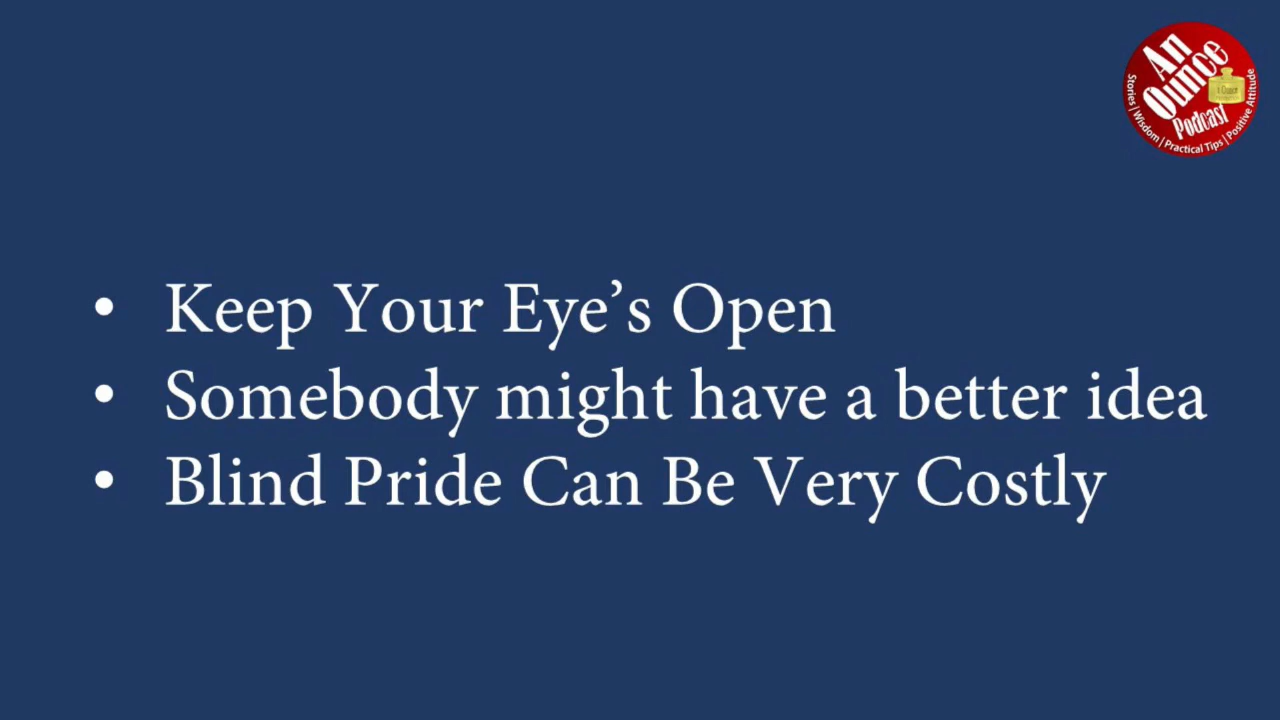 An
Ounce
Podcast
Stories | Wisdom | Practical Tips | Positive Attitude
• Keep Your Eye’s Open
• Somebody might have a better idea
• Blind Pride Can Be Very Costly